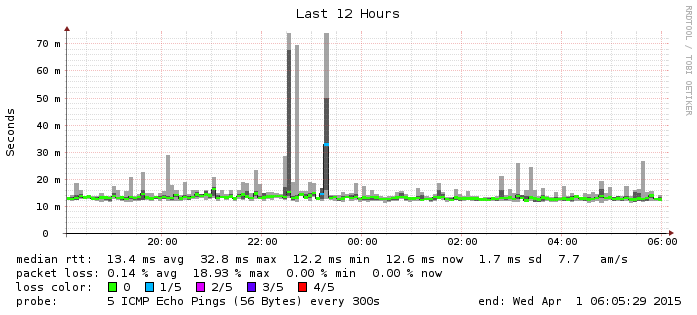 Last 12 Hours
RRDTOOL / TOBI OETIKER
Seconds
70 m
60 m
50 m
40 m
30 m
20 m
10 m
0
20:00 22:00 00:00 02:00 04:00 06:00
median rtt: 13.4 ms avg 32.8 ms max 12.2 ms min 12.6 ms now 1.7 ms sd 7.7 am/s
packet loss: 0.14 % avg 18.93 % max 0.00 % min 0.00 % now
loss color: 0 1/5 2/5 3/5 4/5
probe: 5 ICMP Echo Pings (56 Bytes) every 300s end: Wed Apr 1 06:05:29 2015